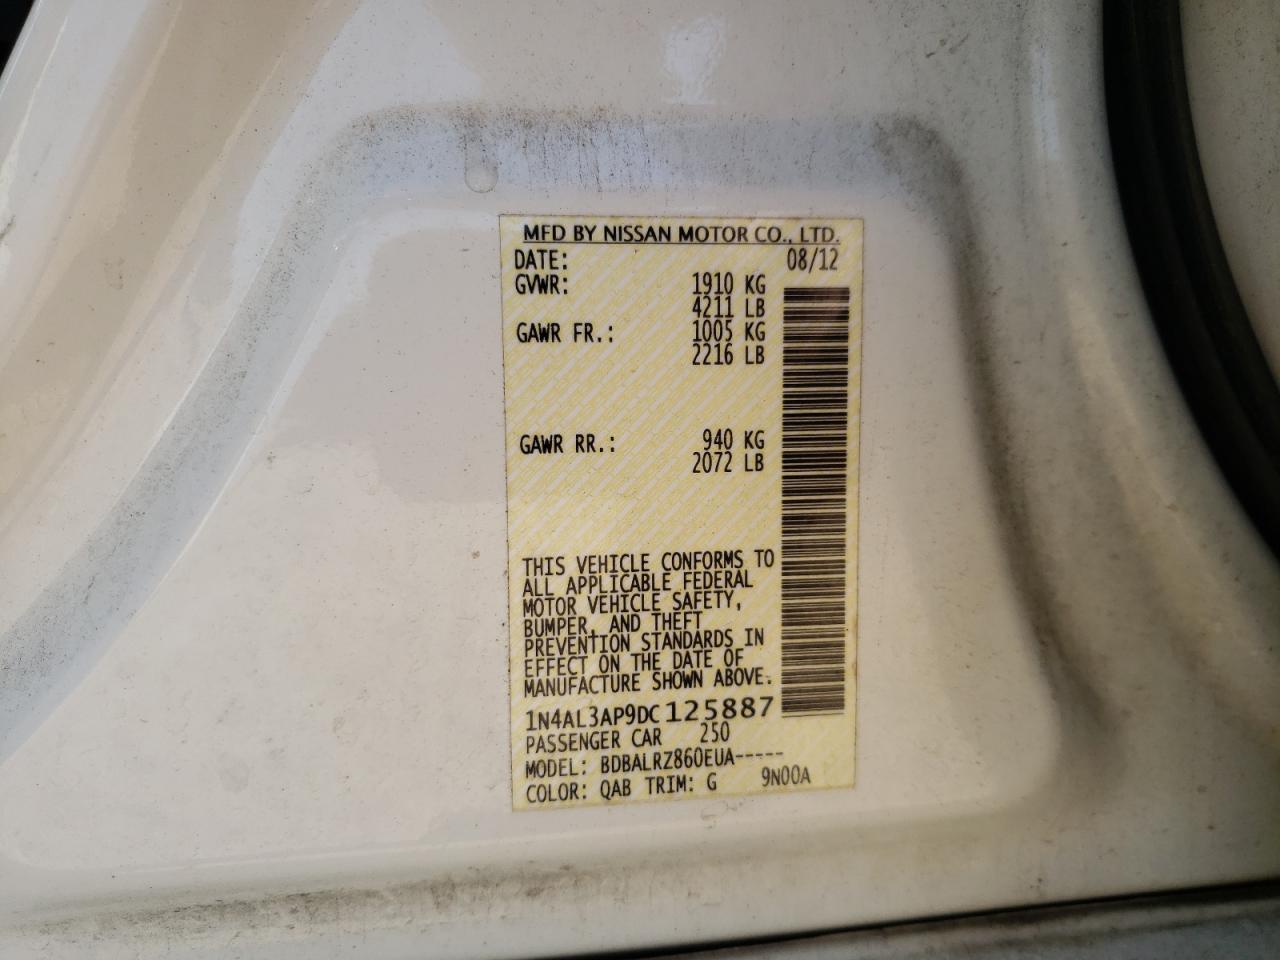 MFD BY NISSAN MOTOR CO., LTD.
DATE: 08/12
GVWR: 1910 KG
4211 LB
GAWR FR.: 1005 KG
2216 LB
GAWR RR.: 940 KG
2072 LB
THIS VEHICLE CONFORMS TO
ALL APPLICABLE FEDERAL
MOTOR VEHICLE SAFETY,
BUMPER, AND THEFT
PREVENTION STANDARDS IN
EFFECT ON THE DATE OF
MANUFACTURE SHOWN ABOVE.
1N4AL3AP9DC125887
PASSENGER CAR 250
MODEL: BDBALRZ860EUA-----
COLOR: QAB TRIM: G 9N00A